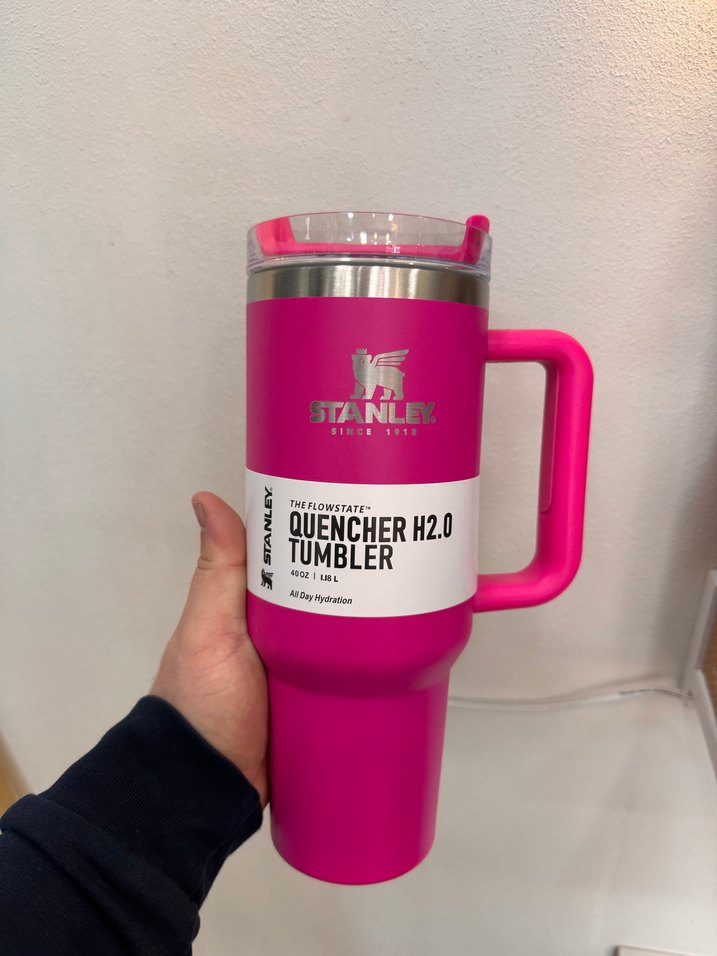 STANLEY.
SINCE 1913
STANLEY®
THE FLOWSTATE™
QUENCHER H2.0
TUMBLER
40 OZ | 1.18 L
All Day Hydration